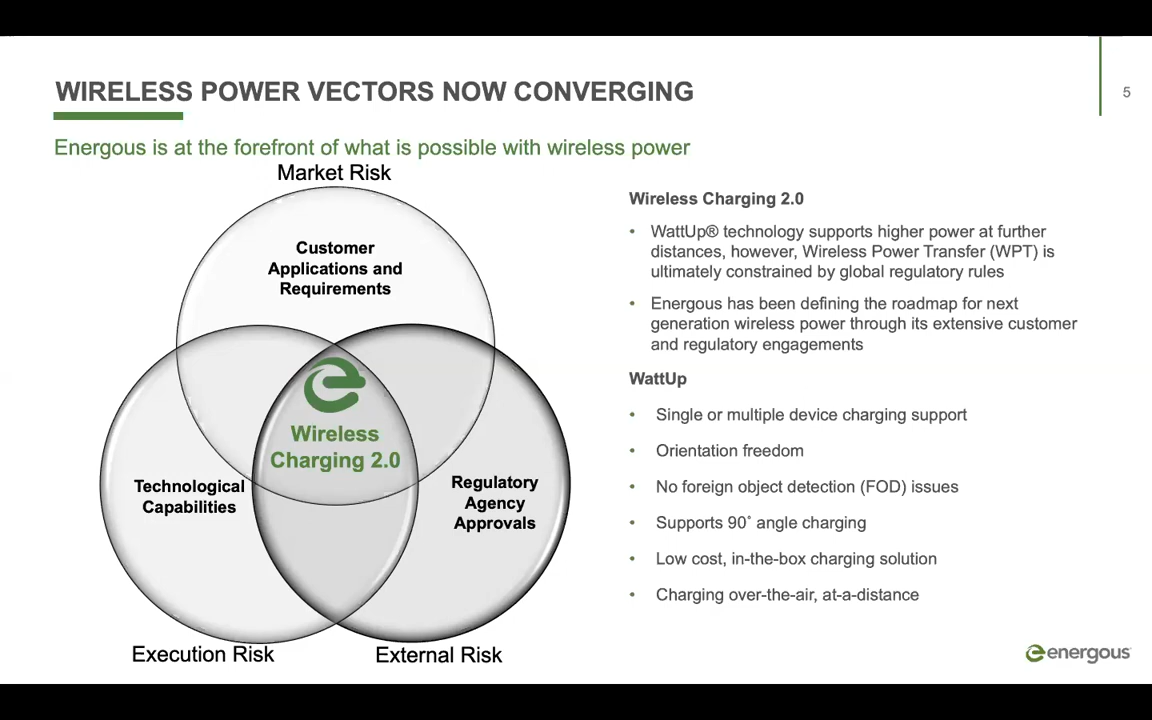 WIRELESS POWER VECTORS NOW CONVERGING
5
Energous is at the forefront of what is possible with wireless power
Market Risk
Customer
Applications and
Requirements
Wireless
Charging 2.0
Technological
Capabilities
Regulatory
Agency
Approvals
Execution Risk
External Risk
Wireless Charging 2.0
• WattUp® technology supports higher power at further
distances, however, Wireless Power Transfer (WPT) is
ultimately constrained by global regulatory rules
• Energous has been defining the roadmap for next
generation wireless power through its extensive customer
and regulatory engagements
WattUp
• Single or multiple device charging support
• Orientation freedom
• No foreign object detection (FOD) issues
• Supports 90˚ angle charging
• Low cost, in-the-box charging solution
• Charging over-the-air, at-a-distance
energous